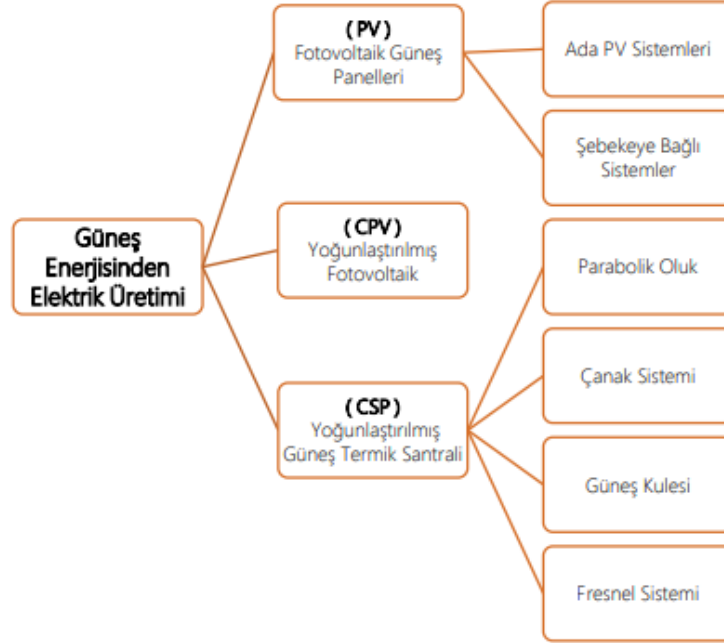 Güneş
Enerjisinden
Elektrik Üretimi
(PV)
Fotovoltaik Güneş
Panelleri
Ada PV Sistemleri
Şebekeye Bağlı
Sistemler
(CPV)
Yoğunlaştırılmış
Fotovoltaik
(CSP)
Yoğunlaştırılmış
Güneş Termik Santrali
Parabolik Oluk
Çanak Sistemi
Güneş Kulesi
Fresnel Sistemi